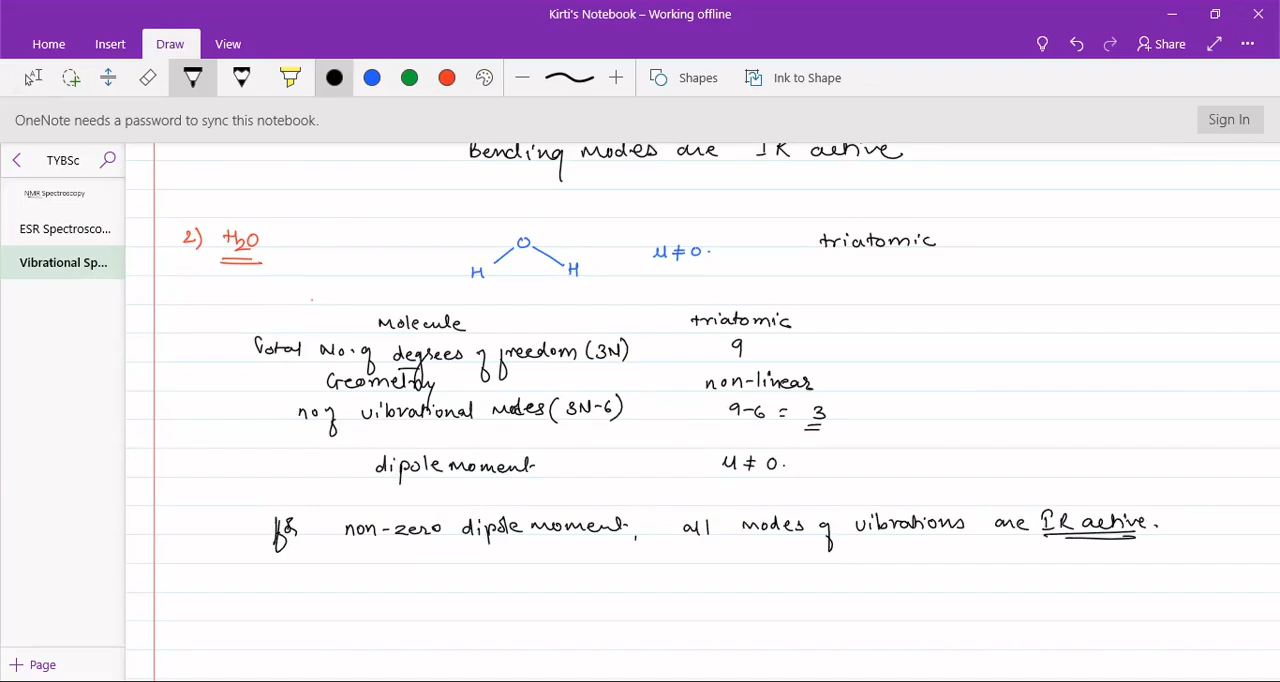 Kirti's Notebook – Working offline
Home Insert Draw View
Share
Shapes Ink to Shape
OneNote needs a password to sync this notebook.
Sign In
TYBSc
NMR Spectroscopy
ESR Spectrosco...
Vibrational Sp...
Page
Bending modes are IR active
2) H2O
O
H H
μ ≠ 0.
triatomic
Molecule triatomic
Total No. of degrees of freedom (3N) 9
Geometry non-linear
no of vibrational modes (3N-6) 9-6 = 3
dipole moment μ ≠ 0.
for non-zero dipole moment, all modes of vibrations are IR active.